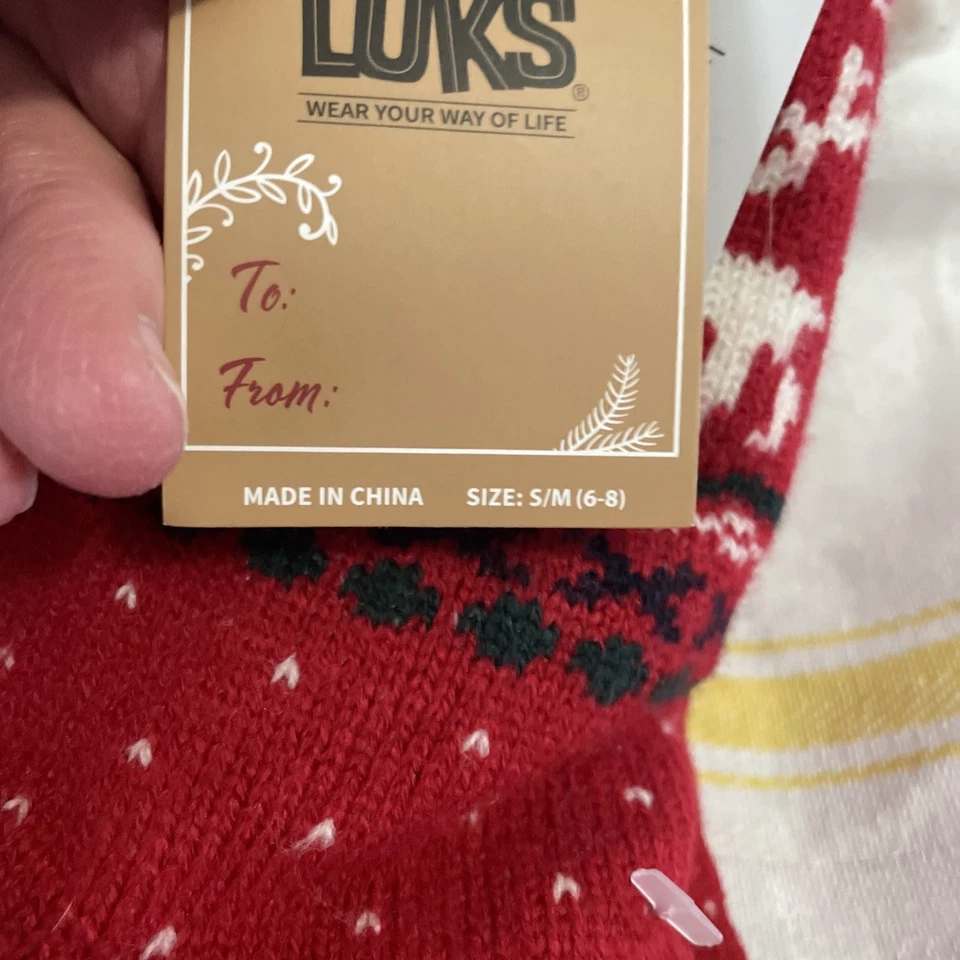 LUKS
®
WEAR YOUR WAY OF LIFE
To:
From:
MADE IN CHINA SIZE: S/M (6-8)